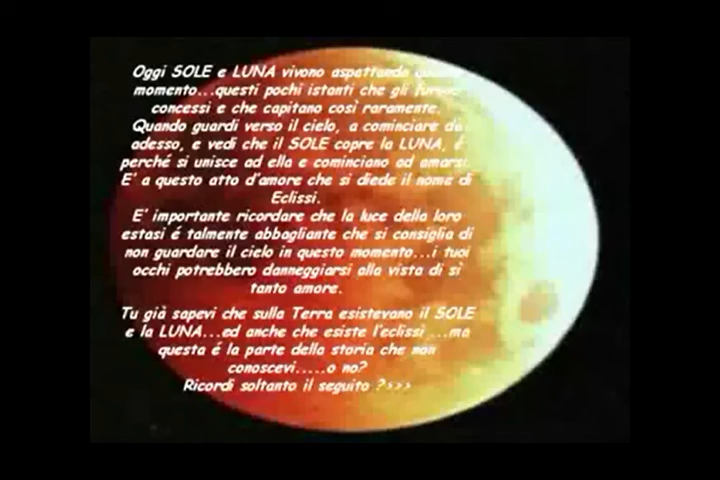 Oggi SOLE e LUNA vivono aspettando
momento...questi pochi istanti che gli furono
concessi e che capitano così raramente.
Quando guardi verso il cielo, a cominciare da
adesso, e vedi che il SOLE copre la LUNA, é
perché si unisce ad ella e cominciano ad amarsi.
E' a questo atto d'amore che si diede il nome di
Eclissi.
E' importante ricordare che la luce della loro
estasi é talmente abbagliante che si consiglia di
non guardare il cielo in questo momento...i tuoi
occhi potrebbero danneggiarsi alla vista di sì
tanto amore.
Tu già sapevi che sulla Terra esistevano il SOLE
e la LUNA...ed anche che esiste l'eclissi ...ma
questa é la parte della storia che non
conoscevi.....o no?
Ricordi soltanto il seguito ?>>>